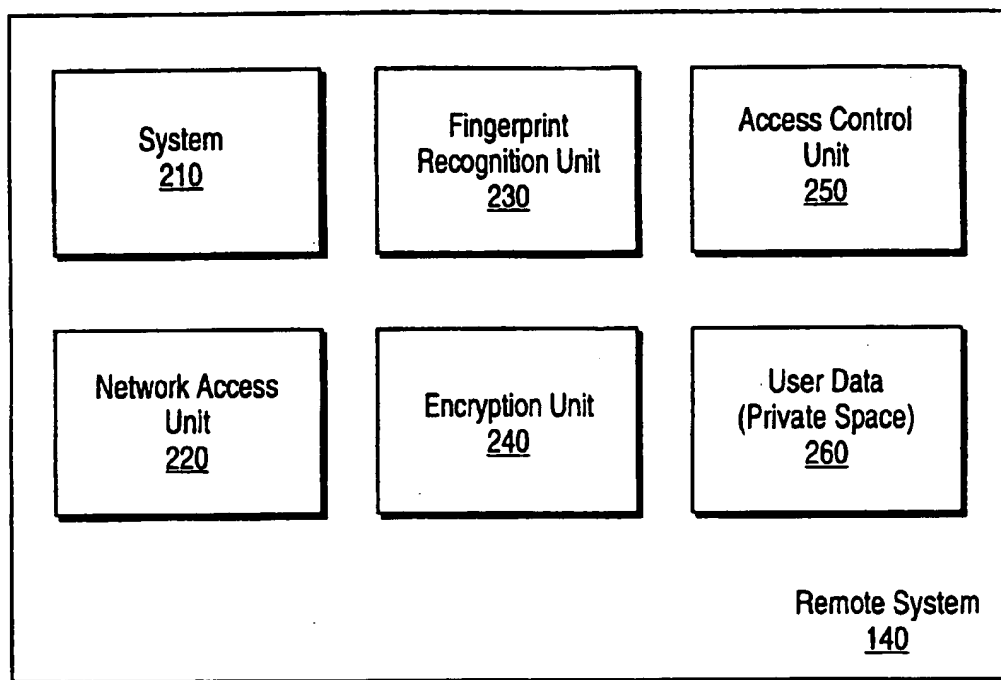 System
210
Fingerprint
Recognition Unit
230
Access Control
Unit
250
Network Access
Unit
220
Encryption Unit
240
User Data
(Private Space)
260
Remote System
140